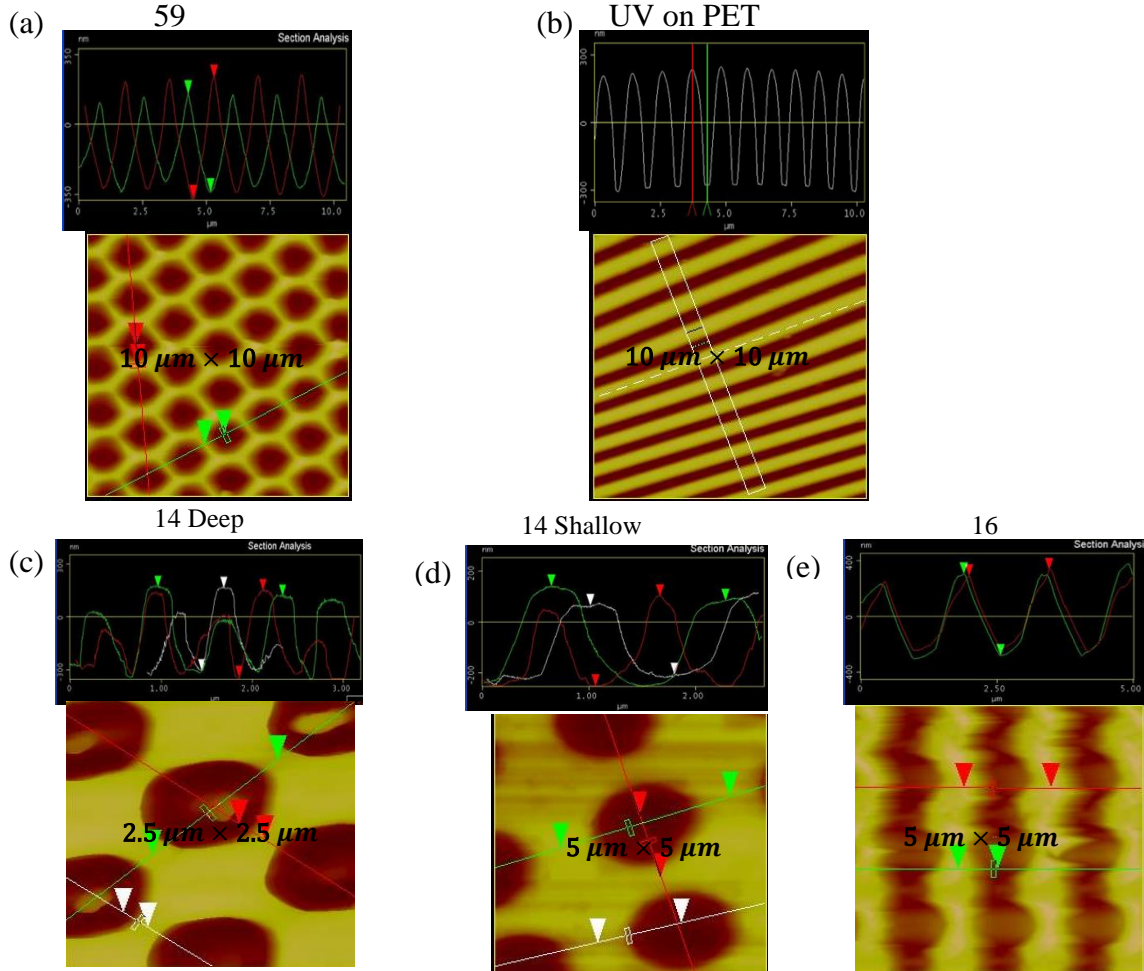 (a)
59
nm
Section Analysis
350
0
-350
0
2.5
5.0
7.5
10.0
µm
10 µm × 10 µm
(b)
UV on PET
nm
300
0
-300
0
2.5
5.0
7.5
10.0
µm
10 µm × 10 µm
(c)
14 Deep
nm
Section Analysis
300
0
-300
1.00
2.00
3.00
µm
2.5 µm × 2.5 µm
(d)
14 Shallow
nm
Section Analysis
200
0
-200
0
1.00
2.00
µm
5 µm × 5 µm
(e)
16
nm
Section Analysis
400
0
-400
0
2.50
5.00
µm
5 µm × 5 µm